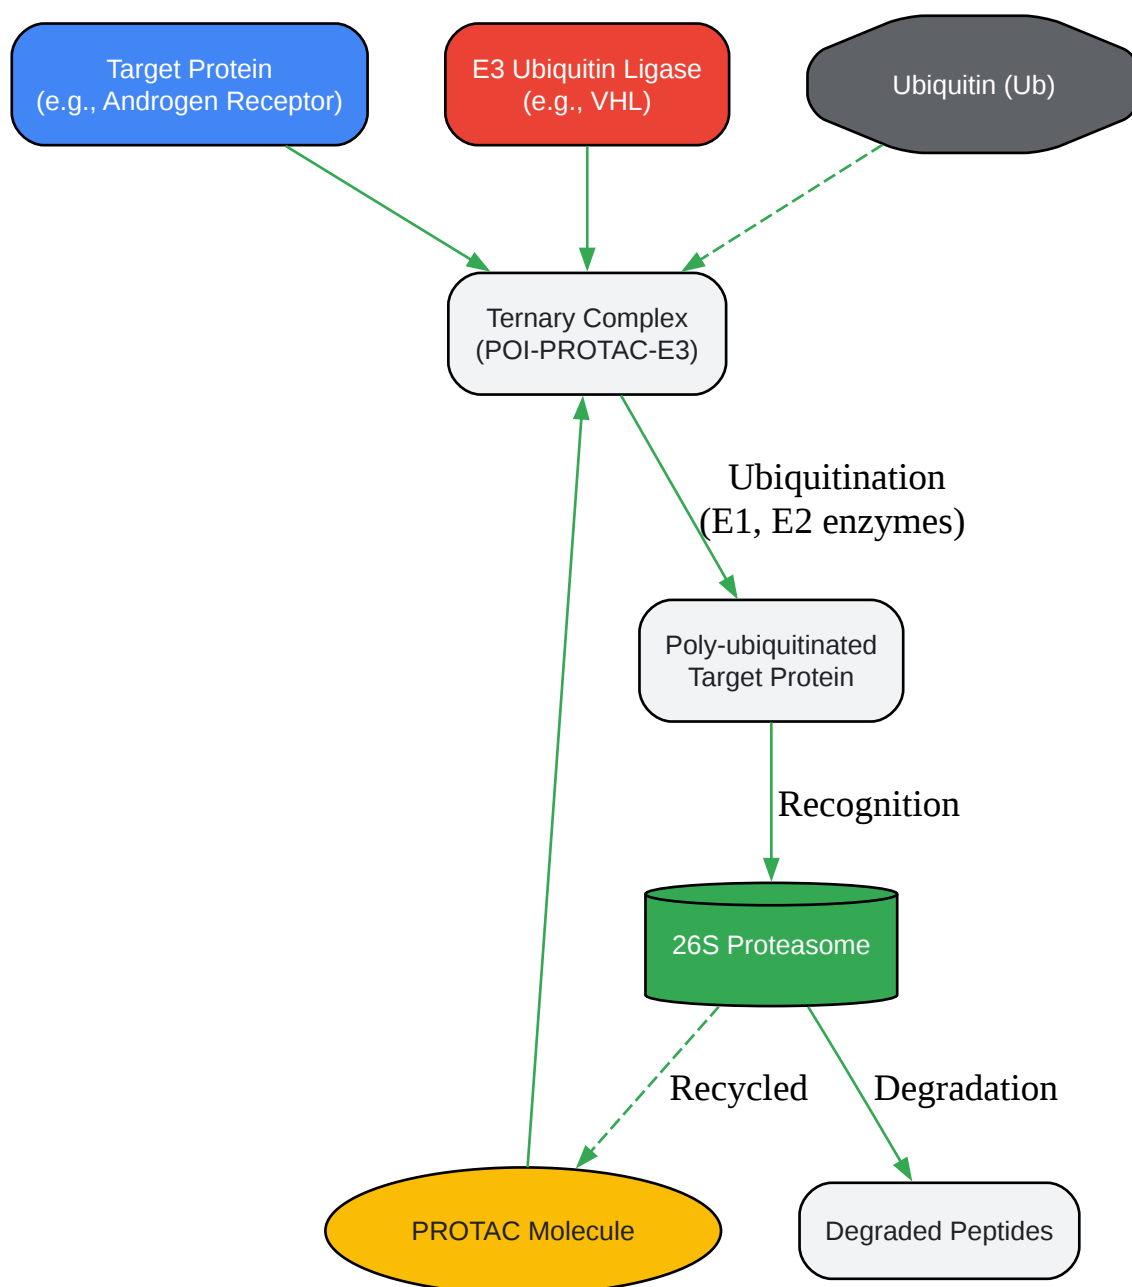 Target Protein
(e.g., Androgen Receptor)
E3 Ubiquitin Ligase
(e.g., VHL)
Ubiquitin (Ub)
Ternary Complex
(POI-PROTAC-E3)
Ubiquitination
(E1, E2 enzymes)
Poly-ubiquitinated
Target Protein
Recognition
26S Proteasome
Recycled
Degradation
PROTAC Molecule
Degraded Peptides